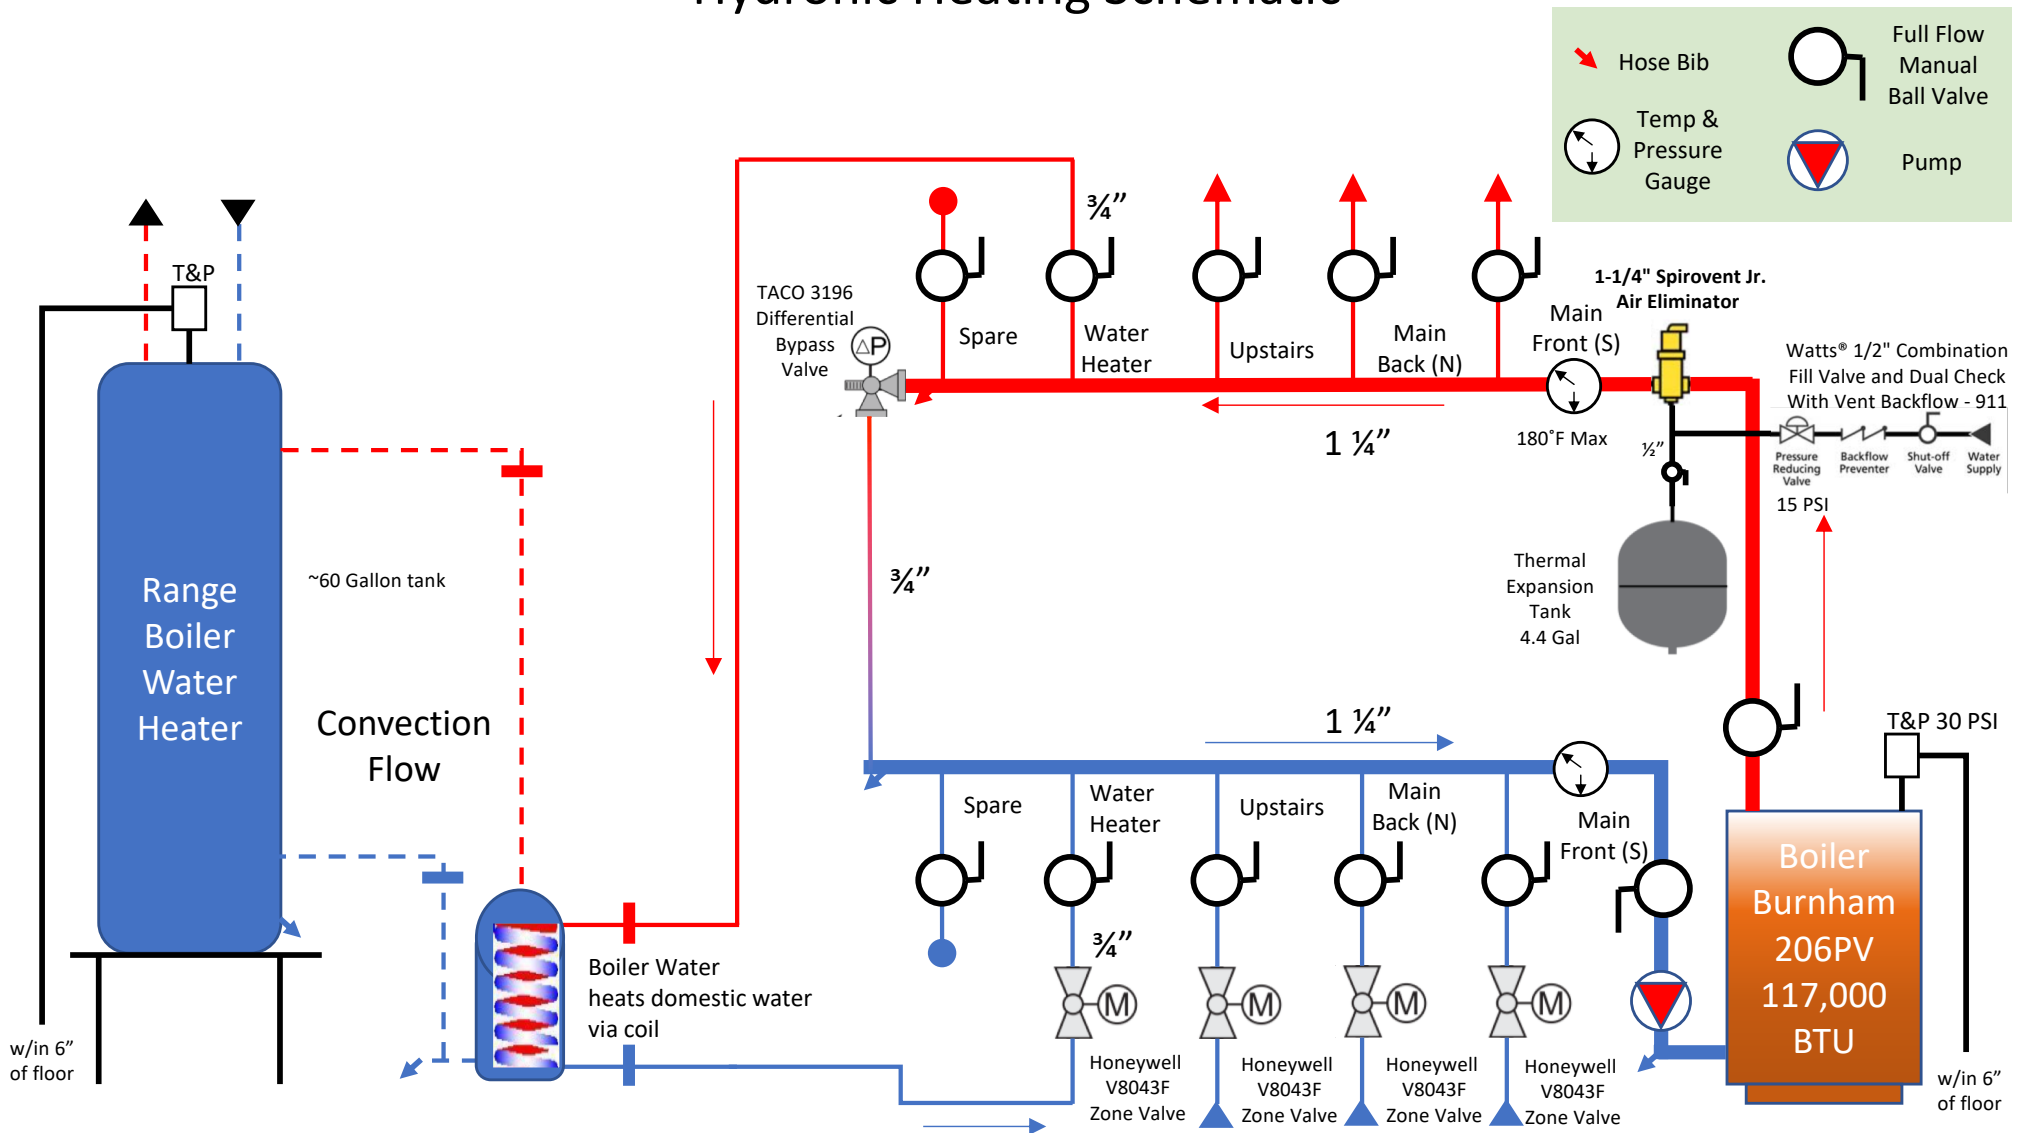 Hydronic Heating Schematic
Hose Bib
Full Flow
Manual
Ball Valve
Temp &
Pressure
Gauge
Pump
T&P
¾”
TACO 3196
Differential
Bypass
Valve
ΔP
Spare
Water
Heater
Upstairs
Main
Back (N)
Main
Front (S)
1-1/4" Spirovent Jr.
Air Eliminator
Watts® 1/2" Combination
Fill Valve and Dual Check
With Vent Backflow - 911
1 ¼”
180˚F Max
½”
Pressure
Reducing
Valve
Backflow
Preventer
Shut-off
Valve
Water
Supply
15 PSI
Range
Boiler
Water
Heater
~60 Gallon tank
¾”
Thermal
Expansion
Tank
4.4 Gal
Convection
Flow
1 ¼”
T&P 30 PSI
Spare
Water
Heater
Upstairs
Main
Back (N)
Main
Front (S)
Boiler
Burnham
206PV
117,000
BTU
¾”
Boiler Water
heats domestic water
via coil
M
M
M
M
w/in 6”
of floor
Honeywell
V8043F
Zone Valve
Honeywell
V8043F
Zone Valve
Honeywell
V8043F
Zone Valve
Honeywell
V8043F
Zone Valve
w/in 6”
of floor